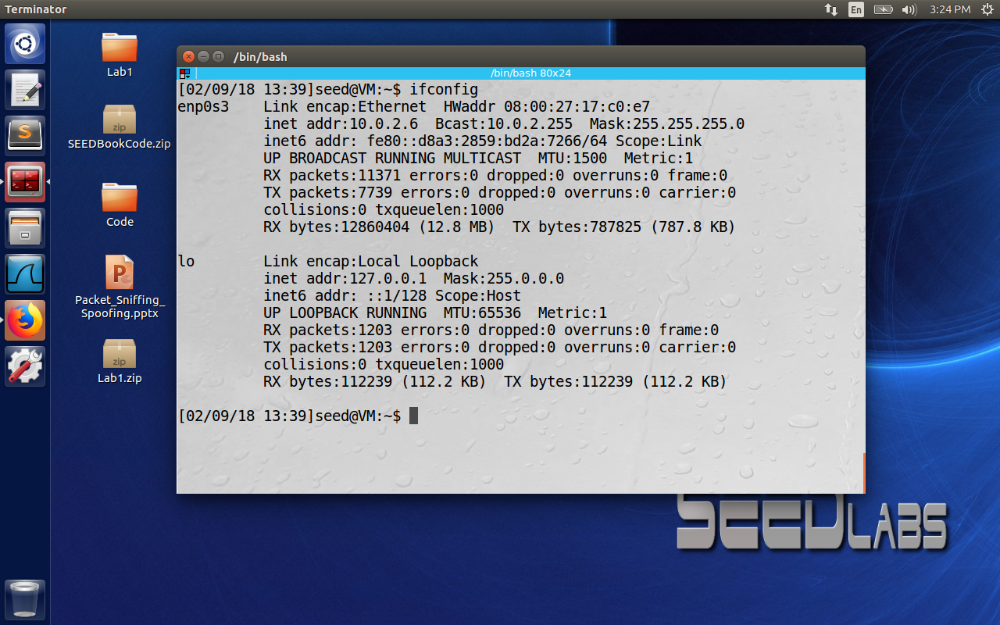 Terminator
En
3:24 PM
Lab1
zip
SEEDBookCode.zip
Code
P
Packet_Sniffing_
Spoofing.pptx
zip
Lab1.zip
S
/bin/bash
/bin/bash 80x24
[02/09/18 13:39]seed@VM:~$ ifconfig
enp0s3    Link encap:Ethernet  HWaddr 08:00:27:17:c0:e7
          inet addr:10.0.2.6  Bcast:10.0.2.255  Mask:255.255.255.0
          inet6 addr: fe80::d8a3:2859:bd2a:7266/64 Scope:Link
          UP BROADCAST RUNNING MULTICAST  MTU:1500  Metric:1
          RX packets:11371 errors:0 dropped:0 overruns:0 frame:0
          TX packets:7739 errors:0 dropped:0 overruns:0 carrier:0
          collisions:0 txqueuelen:1000
          RX bytes:12860404 (12.8 MB)  TX bytes:787825 (787.8 KB)
lo        Link encap:Local Loopback
          inet addr:127.0.0.1  Mask:255.0.0.0
          inet6 addr: ::1/128 Scope:Host
          UP LOOPBACK RUNNING  MTU:65536  Metric:1
          RX packets:1203 errors:0 dropped:0 overruns:0 frame:0
          TX packets:1203 errors:0 dropped:0 overruns:0 carrier:0
          collisions:0 txqueuelen:1000
          RX bytes:112239 (112.2 KB)  TX bytes:112239 (112.2 KB)
[02/09/18 13:39]seed@VM:~$
SEEDLABS